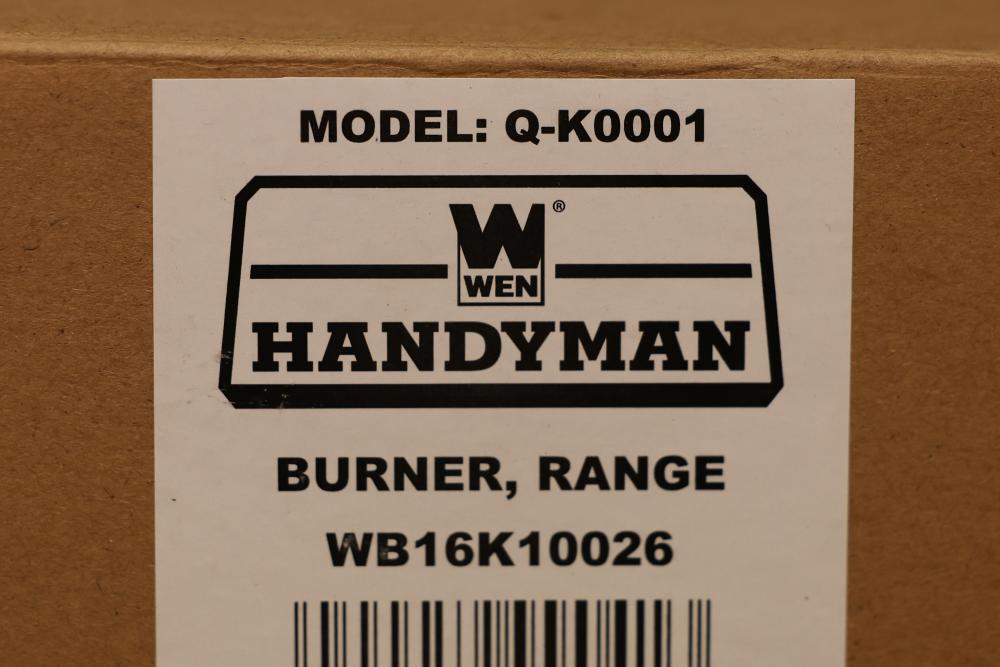 MODEL: Q-K0001
W®
WEN
HANDYMAN
BURNER, RANGE
WB16K10026